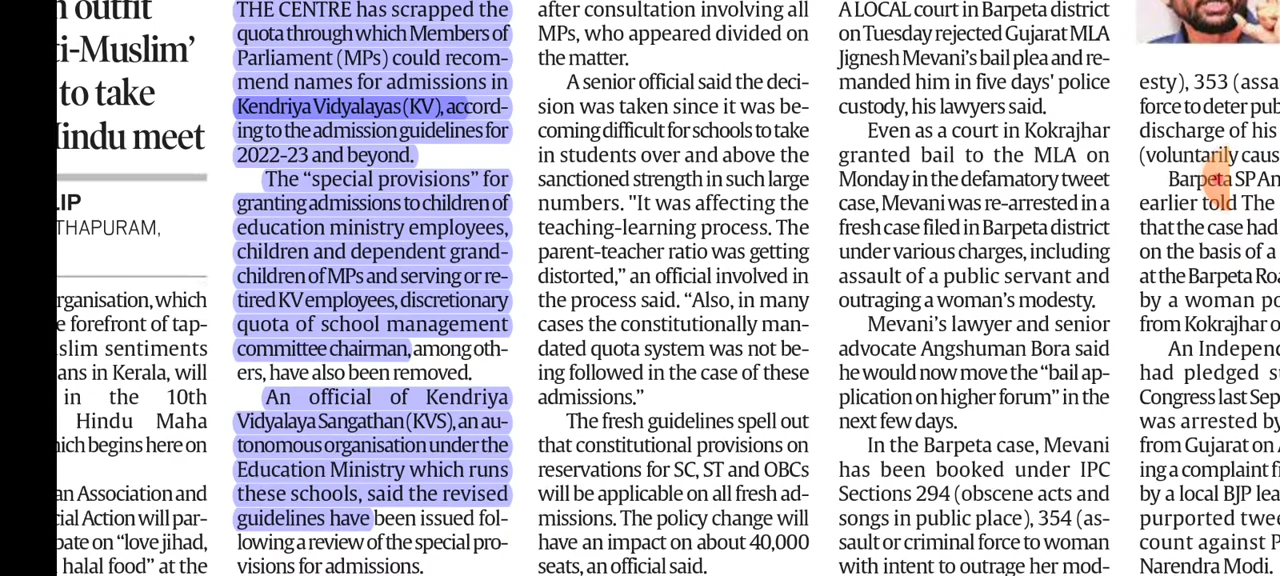 n outfit
ti-Muslim’
to take
Hindu meet
LIP
THAPURAM,
rganisation, which
e forefront of tap-
slim sentiments
ans in Kerala, will
in the 10th
Hindu Maha
ich begins here on
an Association and
ial Action will par-
bate on “love jihad,
halal food” at the
THE CENTRE has scrapped the
quota through which Members of
Parliament (MPs) could recom-
mend names for admissions in
Kendriya Vidyalayas (KV), accord-
ing to the admission guidelines for
2022-23 and beyond.
The “special provisions” for
granting admissions to children of
education ministry employees,
children and dependent grand-
children of MPs and serving or re-
tired KV employees, discretionary
quota of school management
committee chairman, among oth-
ers, have also been removed.
An official of Kendriya
Vidyalaya Sangathan (KVS), an au-
tonomous organisation under the
Education Ministry which runs
these schools, said the revised
guidelines have been issued fol-
lowing a review of the special pro-
visions for admissions.
after consultation involving all
MPs, who appeared divided on
the matter.
A senior official said the deci-
sion was taken since it was be-
coming difficult for schools to take
in students over and above the
sanctioned strength in such large
numbers. "It was affecting the
teaching-learning process. The
parent-teacher ratio was getting
distorted,” an official involved in
the process said. “Also, in many
cases the constitutionally man-
dated quota system was not be-
ing followed in the case of these
admissions.”
The fresh guidelines spell out
that constitutional provisions on
reservations for SC, ST and OBCs
will be applicable on all fresh ad-
missions. The policy change will
have an impact on about 40,000
seats, an official said.
A LOCAL court in Barpeta district
on Tuesday rejected Gujarat MLA
Jignesh Mevani’s bail plea and re-
manded him in five days' police
custody, his lawyers said.
Even as a court in Kokrajhar
granted bail to the MLA on
Monday in the defamatory tweet
case, Mevani was re-arrested in a
fresh case filed in Barpeta district
under various charges, including
assault of a public servant and
outraging a woman’s modesty.
Mevani’s lawyer and senior
advocate Angshuman Bora said
he would now move the “bail ap-
plication on higher forum” in the
next few days.
In the Barpeta case, Mevani
has been booked under IPC
Sections 294 (obscene acts and
songs in public place), 354 (as-
sault or criminal force to woman
with intent to outrage her mod-
esty), 353 (assa
force to deter pub
discharge of his
(voluntarily caus
Barpeta SP Am
earlier told The
that the case had
on the basis of a
at the Barpeta Roa
by a woman po
from Kokrajhar o
An Independ
had pledged su
Congress last Sep
was arrested by
from Gujarat on A
ing a complaint fi
by a local BJP lea
purported twee
count against P
Narendra Modi.